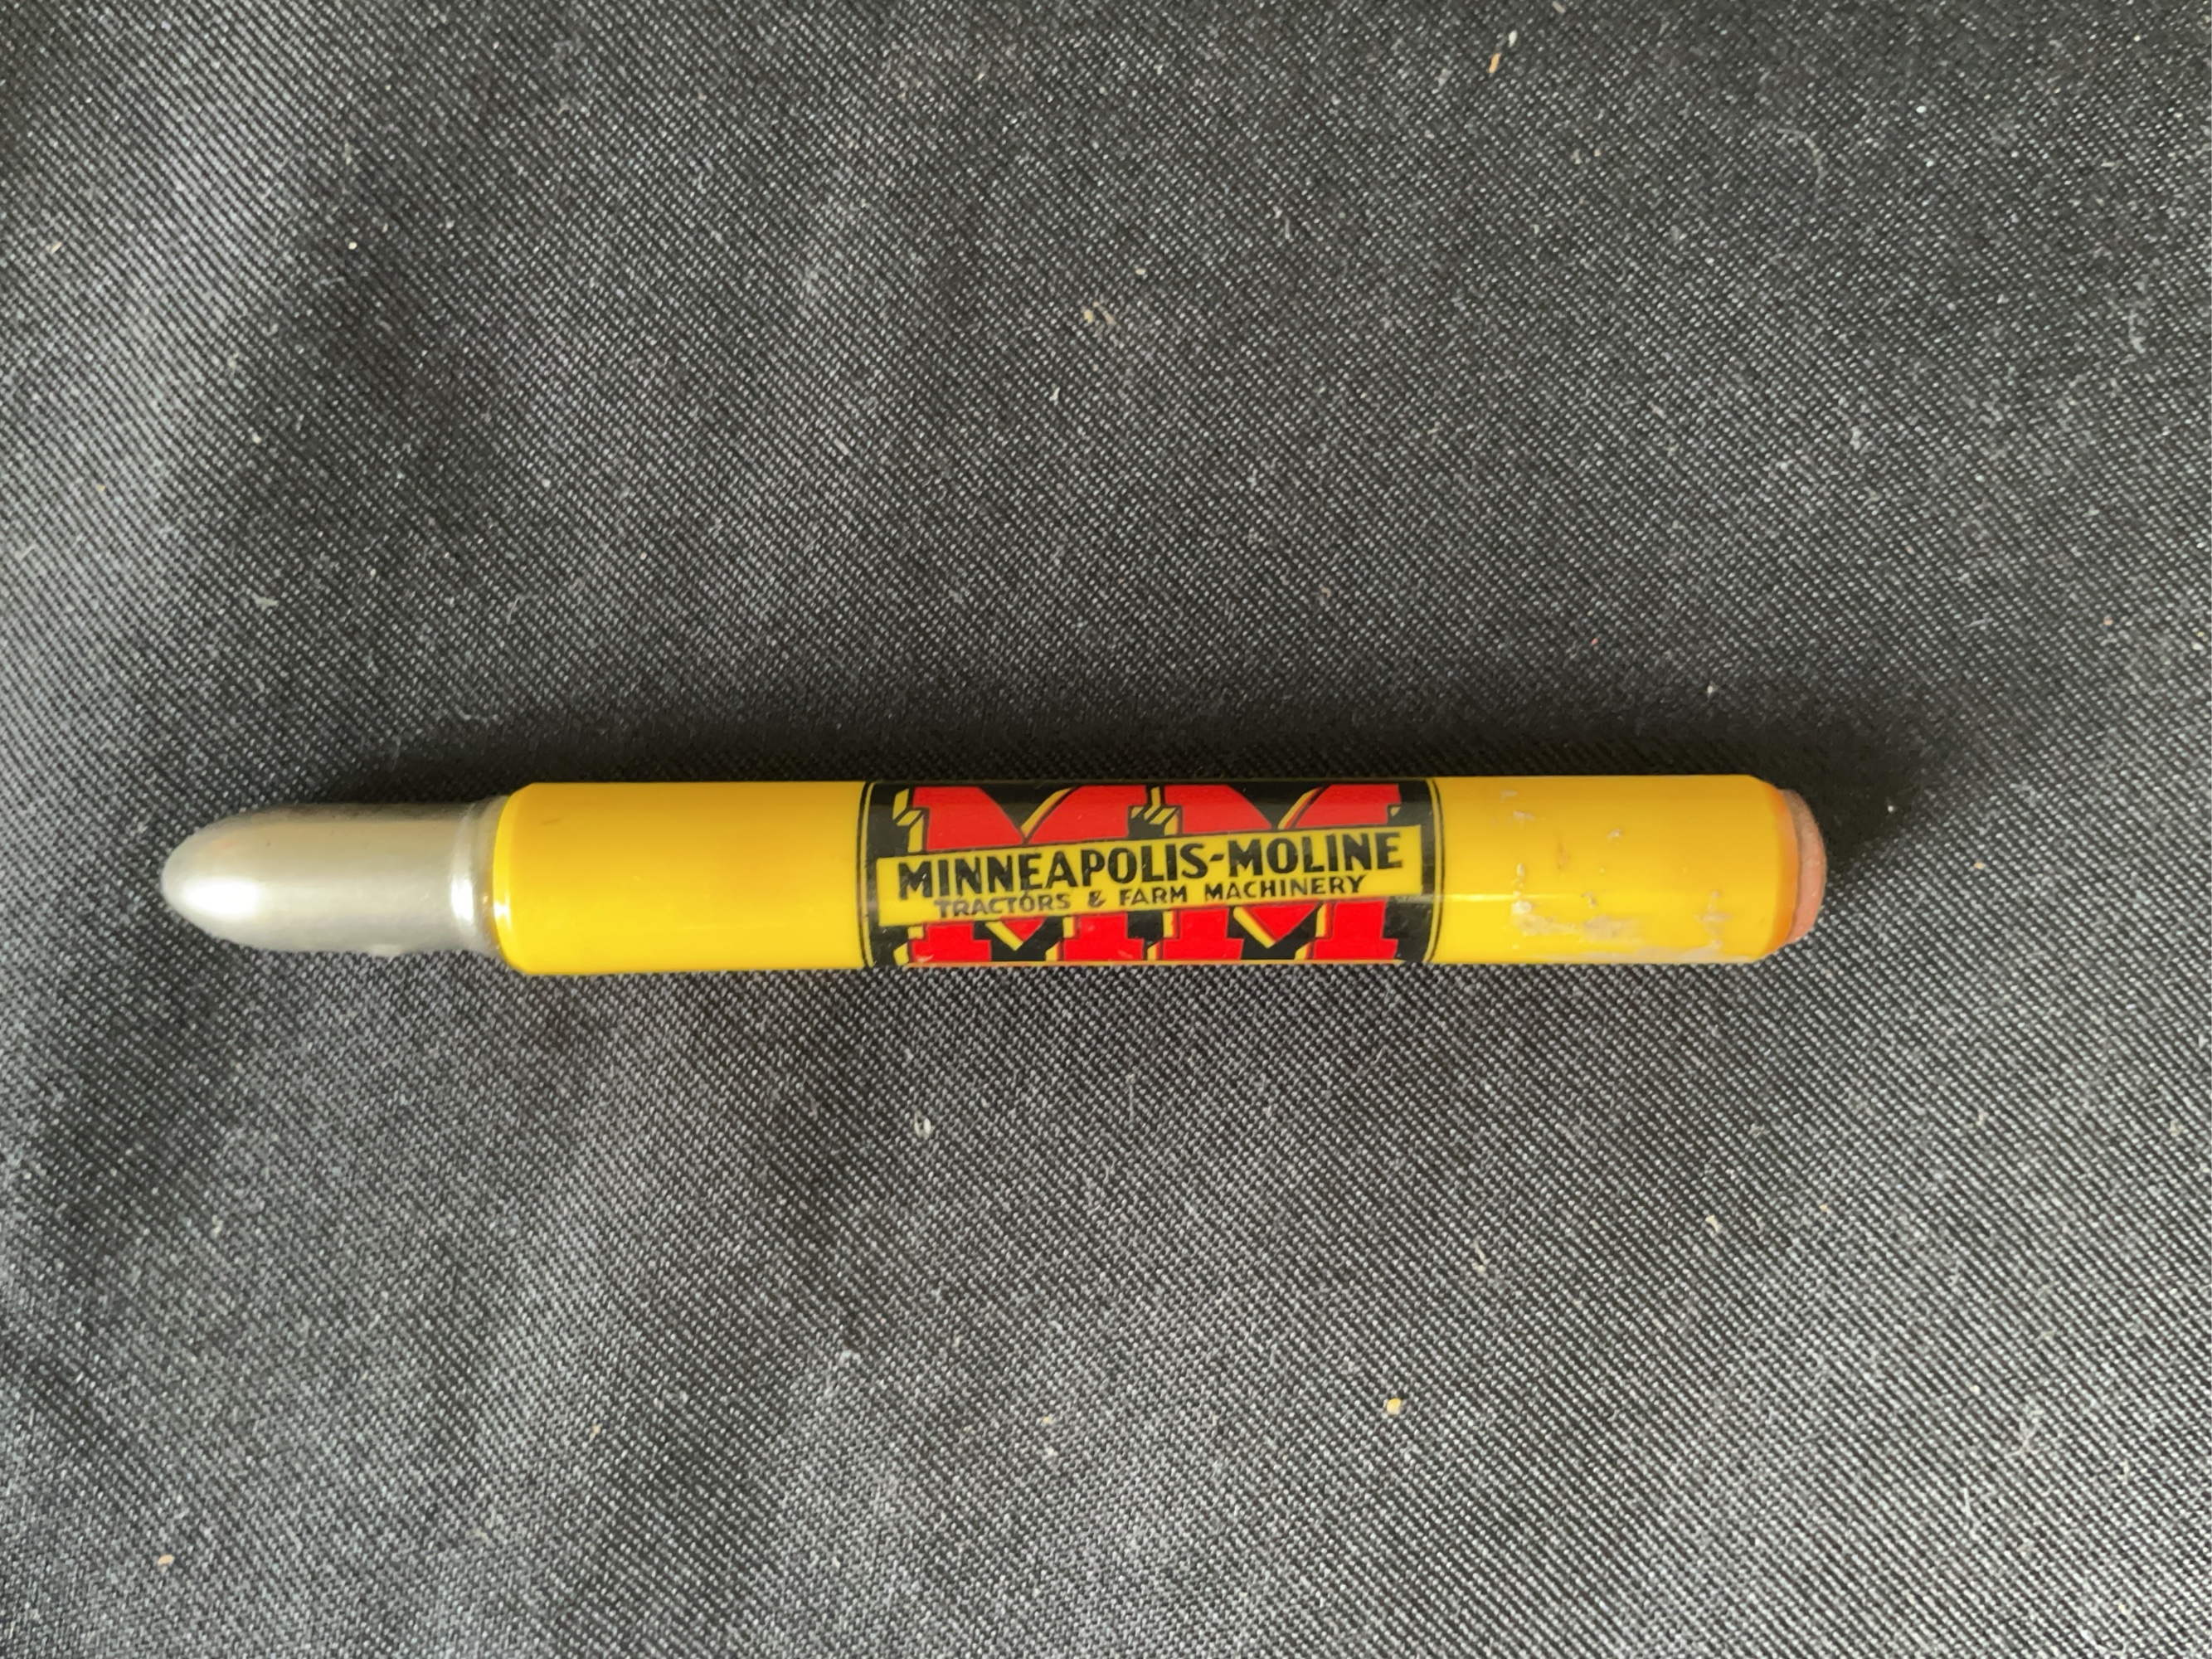 MM
MINNEAPOLIS-MOLINE
TRACTORS & FARM MACHINERY